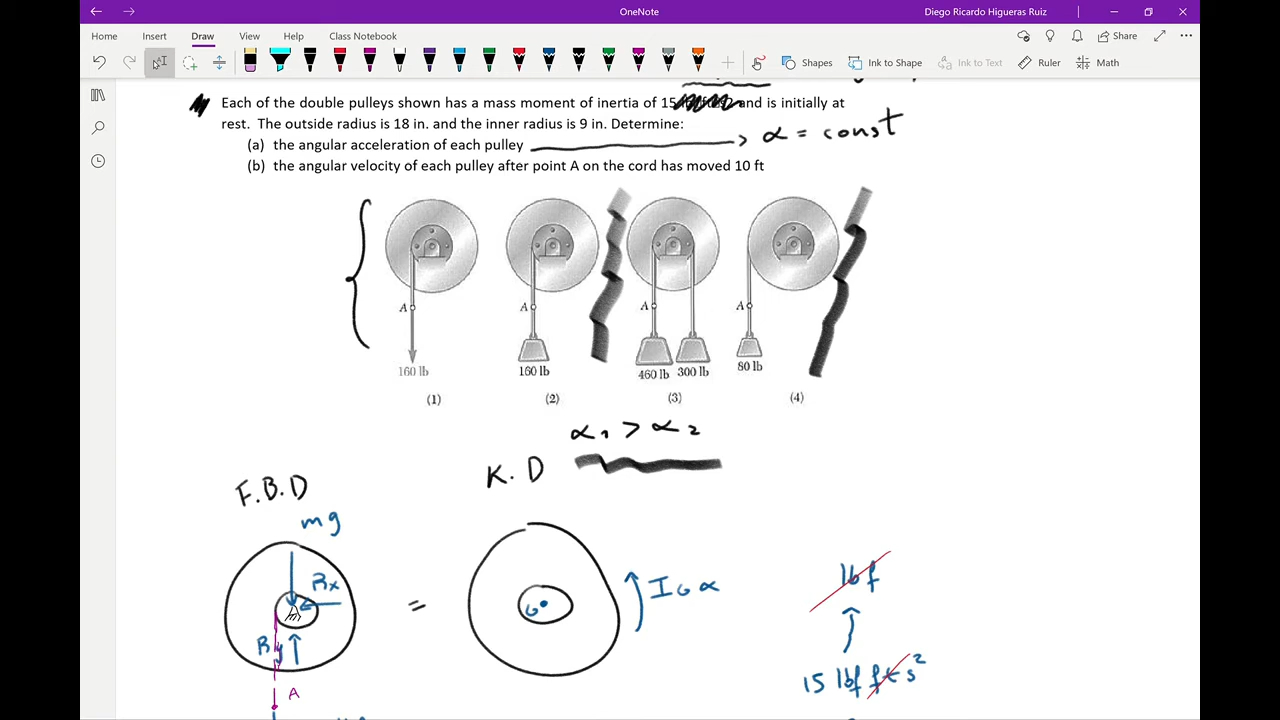 OneNote
Diego Ricardo Higueras Ruiz
Home Insert Draw View Help Class Notebook
Share
Shapes Ink to Shape Ink to Text Ruler Math
Each of the double pulleys shown has a mass moment of inertia of 15 and is initially at
rest. The outside radius is 18 in. and the inner radius is 9 in. Determine:
(a) the angular acceleration of each pulley α = const
(b) the angular velocity of each pulley after point A on the cord has moved 10 ft
A A A A
160 lb 160 lb 460 lb 300 lb 80 lb
(1) (2) (3) (4)
α1 > α2
F.B.D K.D
mg
Rx = G IGα lbf
Ry
A 15 lbf ft s²